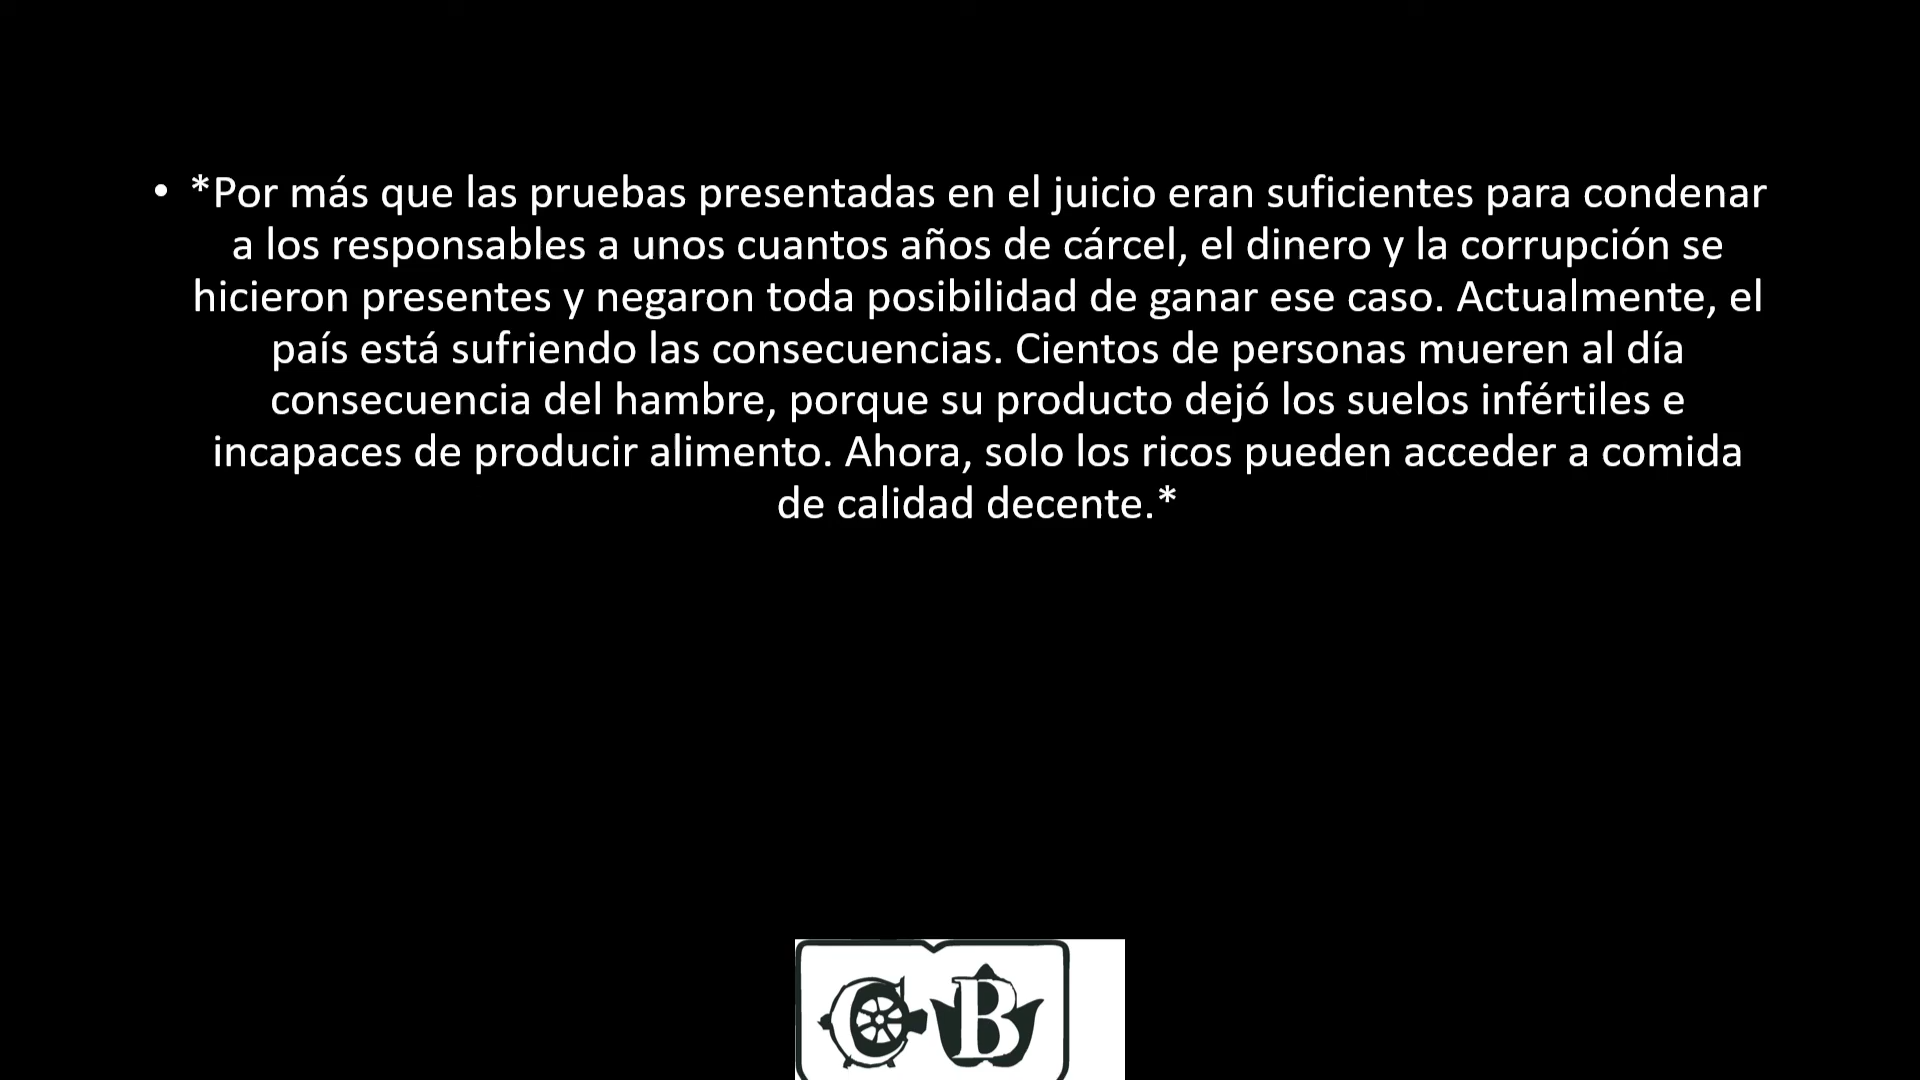 • *Por más que las pruebas presentadas en el juicio eran suficientes para condenar
a los responsables a unos cuantos años de cárcel, el dinero y la corrupción se
hicieron presentes y negaron toda posibilidad de ganar ese caso. Actualmente, el
país está sufriendo las consecuencias. Cientos de personas mueren al día
consecuencia del hambre, porque su producto dejó los suelos infértiles e
incapaces de producir alimento. Ahora, solo los ricos pueden acceder a comida
de calidad decente.*
C B